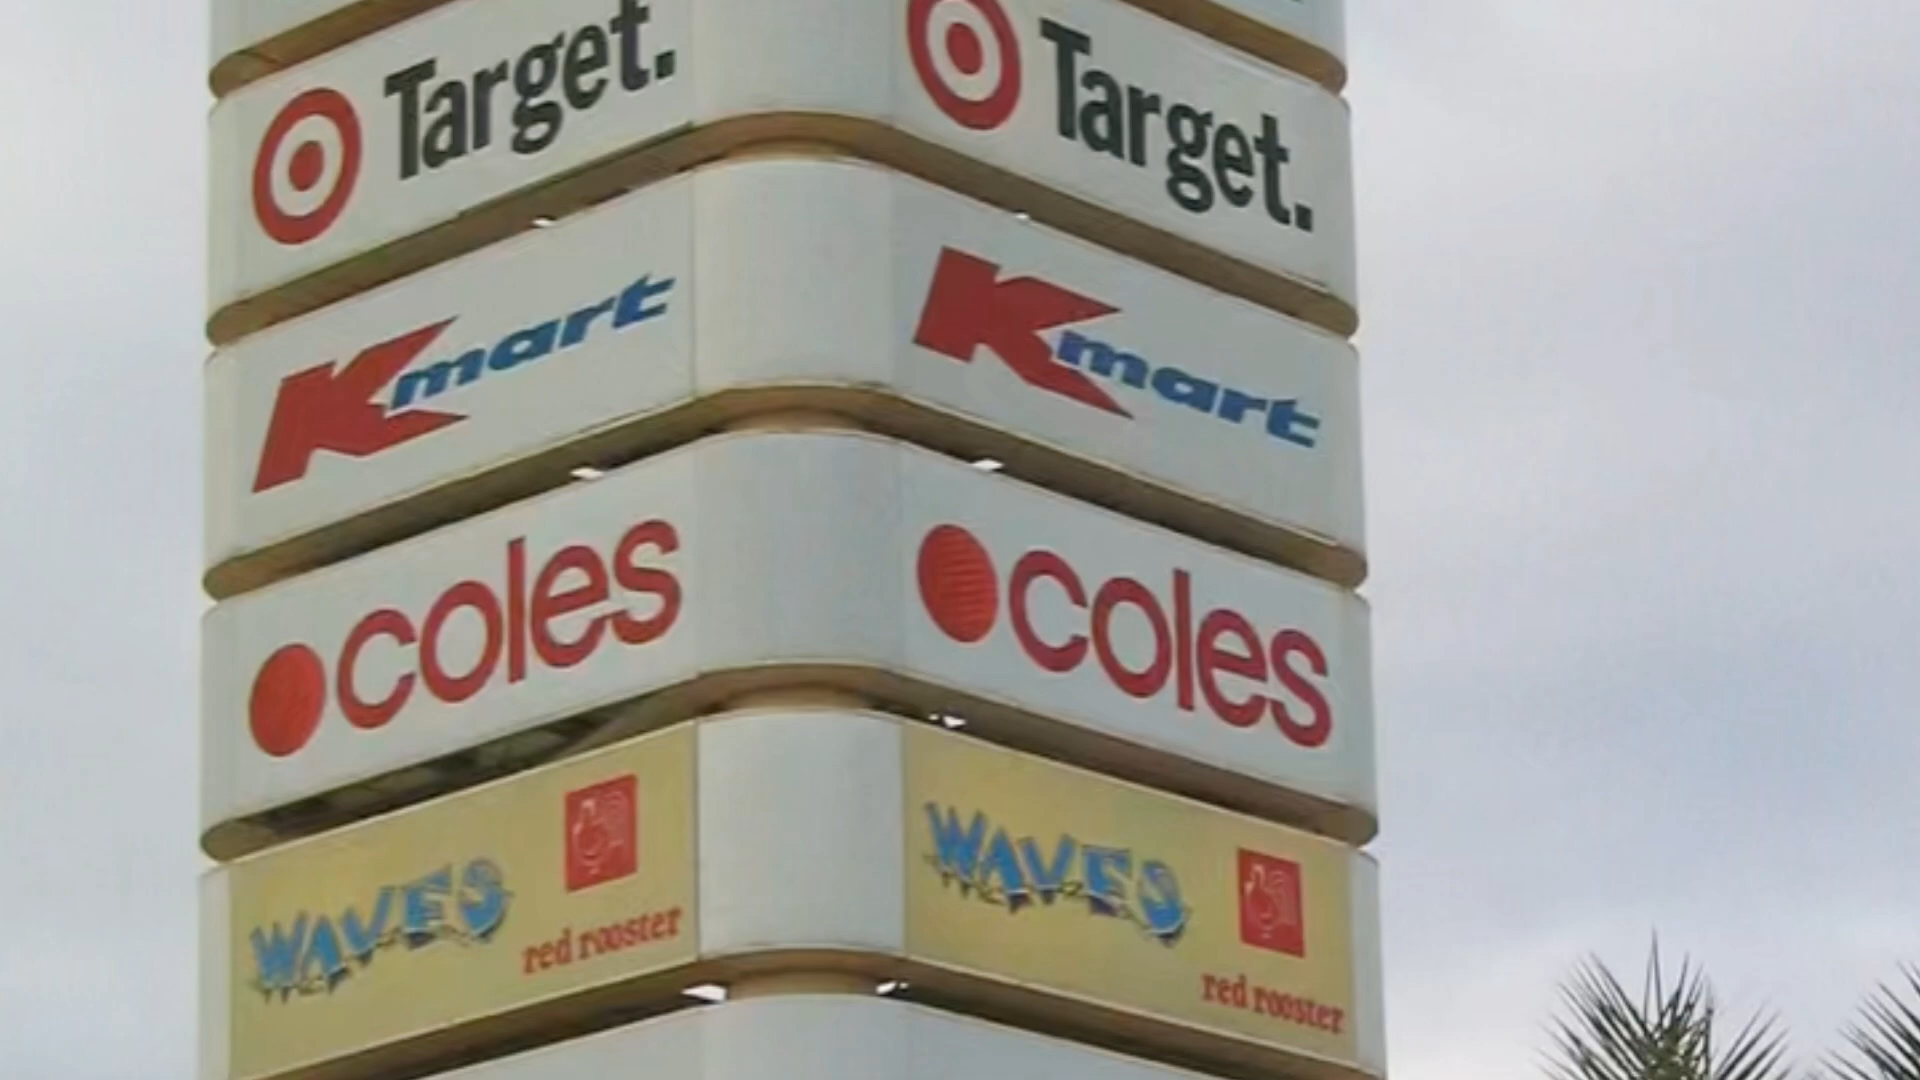 Target. Target.
Kmart Kmart
coles coles
WAVES red rooster WAVES red rooster